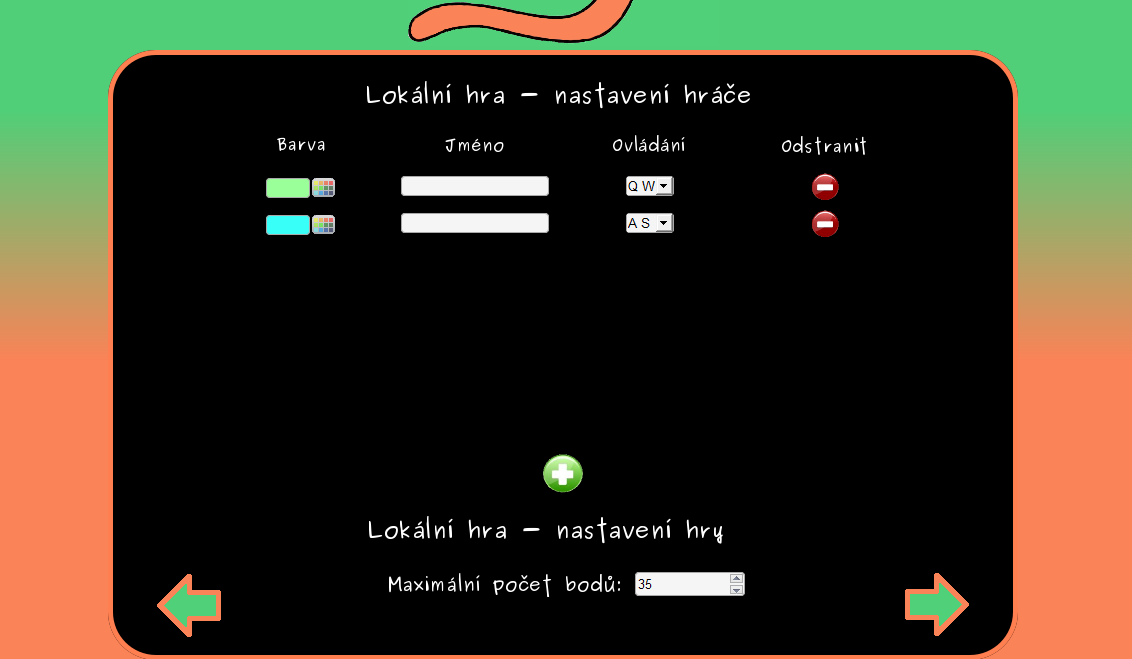 Lokální hra – nastavení hráče
Barva Jméno Ovládání Odstranit
Q W
A S
Lokální hra – nastavení hry
Maximální počet bodů: 35